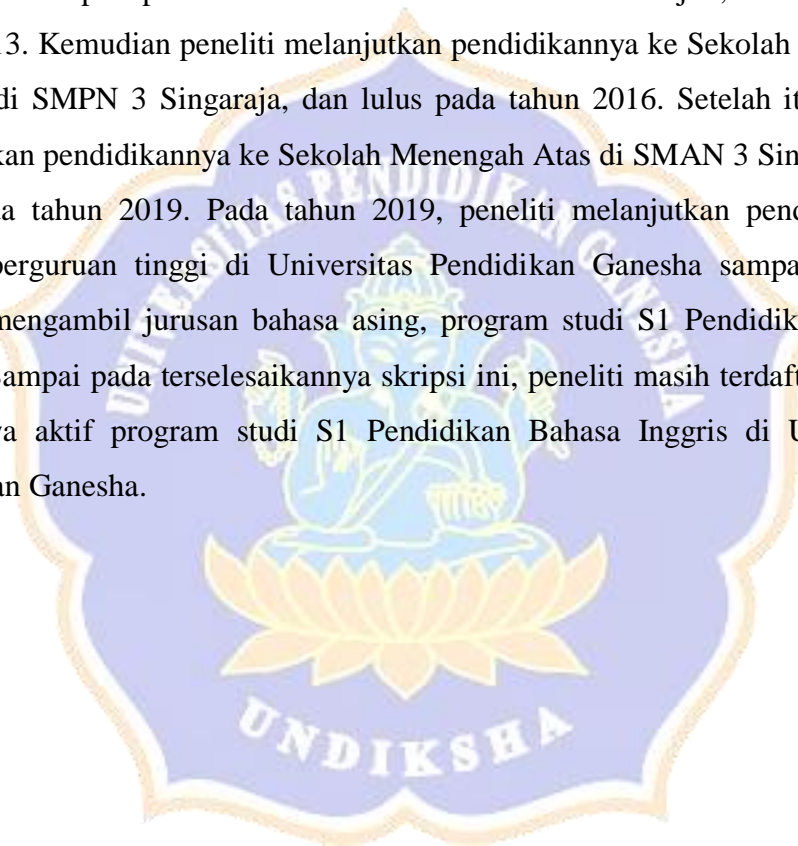 13. Kemudian peneliti melanjutkan pendidikannya ke Sekolah
di SMPN 3 Singaraja, dan lulus pada tahun 2016. Setelah it
kan pendidikannya ke Sekolah Menengah Atas di SMAN 3 Sin
a tahun 2019. Pada tahun 2019, peneliti melanjutkan pend
perguruan tinggi di Universitas Pendidikan Ganesha sampa
mengambil jurusan bahasa asing, program studi S1 Pendidik
Sampai pada terselesaikannya skripsi ini, peneliti masih terdaft
a aktif program studi S1 Pendidikan Bahasa Inggris di U
an Ganesha.
UNIVERSITAS PENDIDIKAN GANESHA
UNDIKSHA